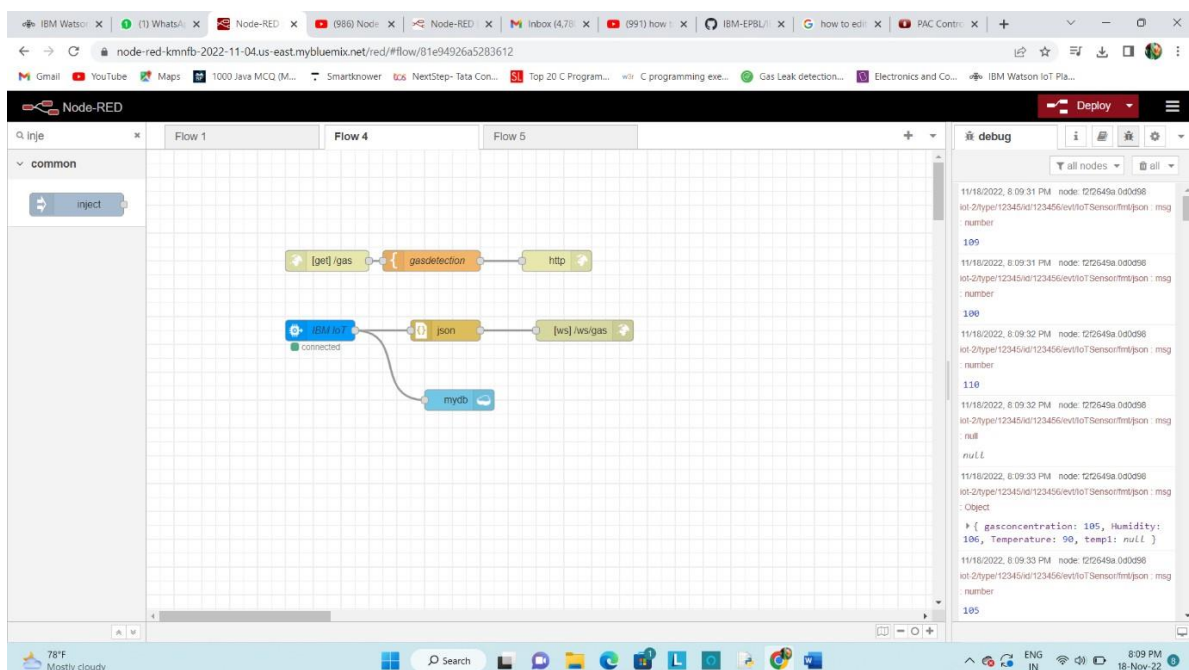 IBM Watson
(1) WhatsA
Node-RED
(986) Node
Node-RED
Inbox (4,78
(991) how
IBM-EPBL/
how to edit
PAC Contr
node-red-kmnfb-2022-11-04.us-east.mybluemix.net/red/#flow/81e94926a5283612
Gmail
YouTube
Maps
1000 Java MCQ (M...
Smartknower
tcs NextStep- Tata Con...
SL Top 20 C Program...
C programming exe...
Gas Leak detection...
Electronics and Co...
IBM Watson IoT Pla...
Node-RED
Deploy
inje
Flow 1
Flow 4
Flow 5
debug
i
common
all nodes
all
inject
[get] /gas
gasdetection
http
IBM IoT
json
[ws] /ws/gas
connected
mydb
11/18/2022, 8:09:31 PM node: f2f2649a.0d0d98
iot-2/type/12345/id/123456/evt/IoTSensor/fmt/json : msg
: number
109
11/18/2022, 8:09:31 PM node: f2f2649a.0d0d98
iot-2/type/12345/id/123456/evt/IoTSensor/fmt/json : msg
: number
100
11/18/2022, 8:09:32 PM node: f2f2649a.0d0d98
iot-2/type/12345/id/123456/evt/IoTSensor/fmt/json : msg
: number
110
11/18/2022, 8:09:32 PM node: f2f2649a.0d0d98
iot-2/type/12345/id/123456/evt/IoTSensor/fmt/json : msg
: null
null
11/18/2022, 8:09:33 PM node: f2f2649a.0d0d98
iot-2/type/12345/id/123456/evt/IoTSensor/fmt/json : msg
: Object
{ gasconcentration: 105, Humidity:
106, Temperature: 90, temp1: null }
11/18/2022, 8:09:33 PM node: f2f2649a.0d0d98
iot-2/type/12345/id/123456/evt/IoTSensor/fmt/json : msg
: number
105
78°F
Mostly cloudy
Search
L
ENG
IN
8:09 PM
18-Nov-22
8